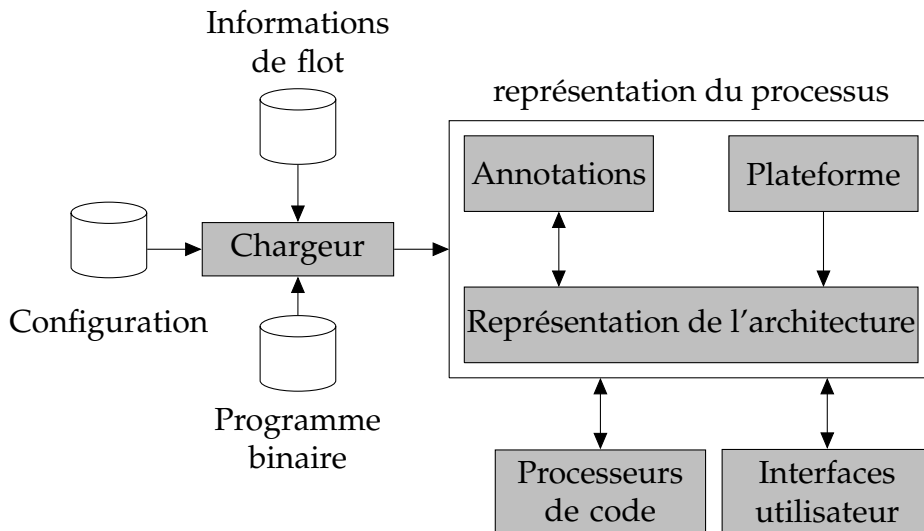 Informations
de flot
représentation du processus
Annotations
Plateforme
Chargeur
Configuration
Représentation de l'architecture
Programme
binaire
Processeurs
de code
Interfaces
utilisateur